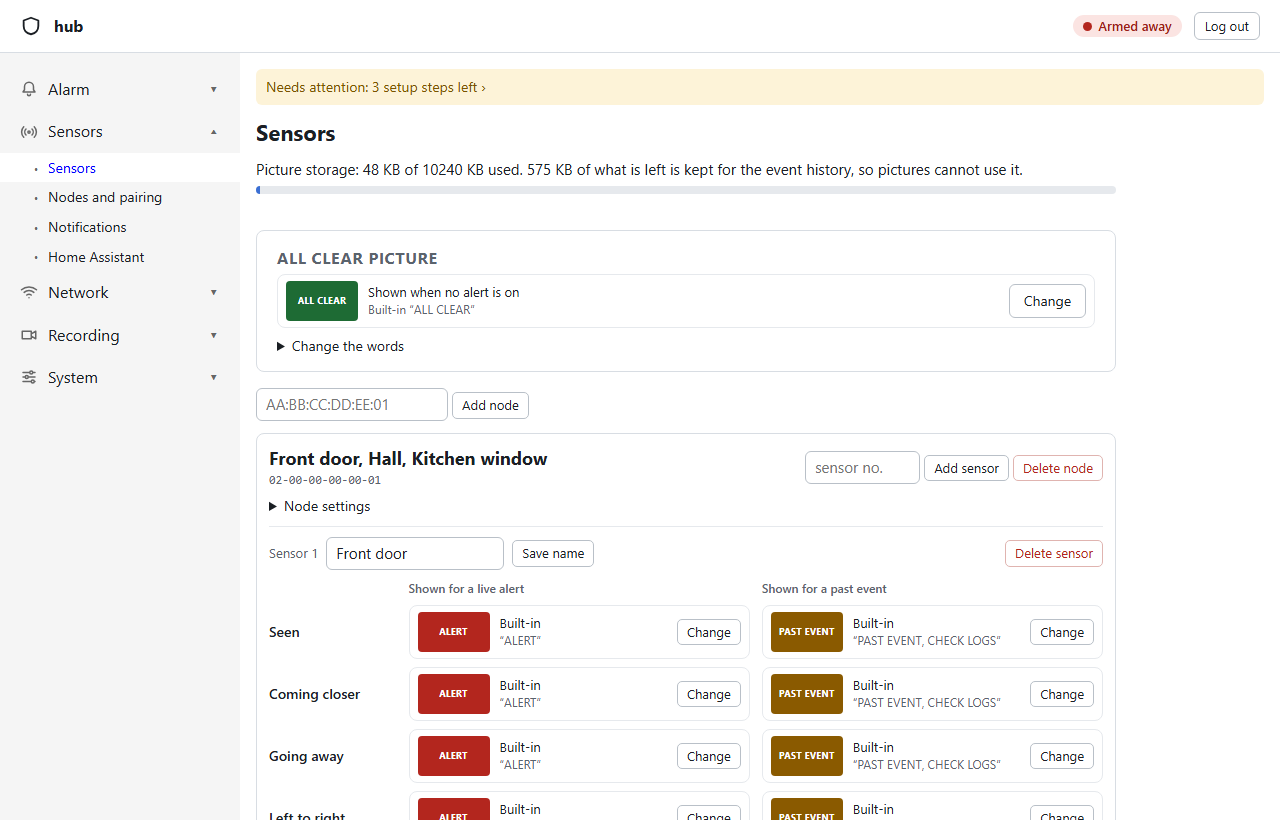 hub
Armed away
Log out
Needs attention: 3 setup steps left ›
Alarm
Sensors
• Sensors
• Nodes and pairing
• Notifications
• Home Assistant
Network
Recording
System
Sensors
Picture storage: 48 KB of 10240 KB used. 575 KB of what is left is kept for the event history, so pictures cannot use it.
ALL CLEAR PICTURE
ALL CLEAR
Shown when no alert is on
Built-in “ALL CLEAR”
Change
Change the words
AA:BB:CC:DD:EE:01
Add node
Front door, Hall, Kitchen window
02-00-00-00-00-01
sensor no.
Add sensor
Delete node
Node settings
Sensor 1
Front door
Save name
Delete sensor
Shown for a live alert
Shown for a past event
Seen
ALERT
Built-in
“ALERT”
Change
PAST EVENT
Built-in
“PAST EVENT, CHECK LOGS”
Change
Coming closer
ALERT
Built-in
“ALERT”
Change
PAST EVENT
Built-in
“PAST EVENT, CHECK LOGS”
Change
Going away
ALERT
Built-in
“ALERT”
Change
PAST EVENT
Built-in
“PAST EVENT, CHECK LOGS”
Change
Left to right
ALERT
Built-in
Change
PAST EVENT
Built-in
Change